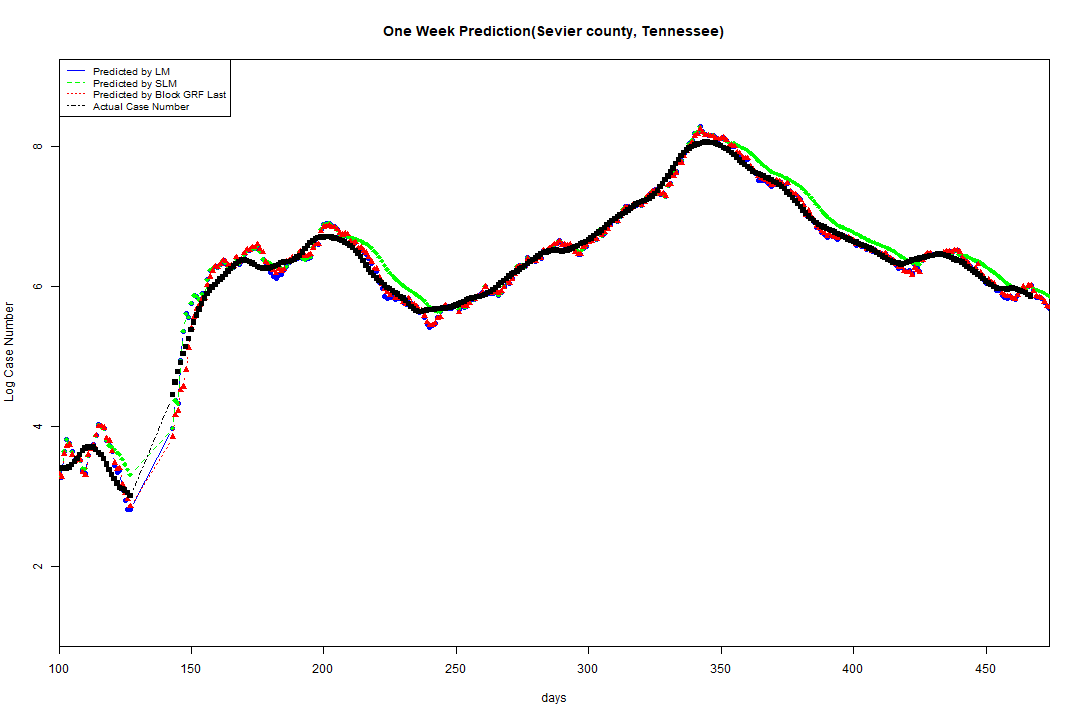 One Week Prediction(Sevier county, Tennessee)
Predicted by LM
Predicted by SLM
Predicted by Block GRF Last
Actual Case Number
Log Case Number
8
6
4
2
100 150 200 250 300 350 400 450
days